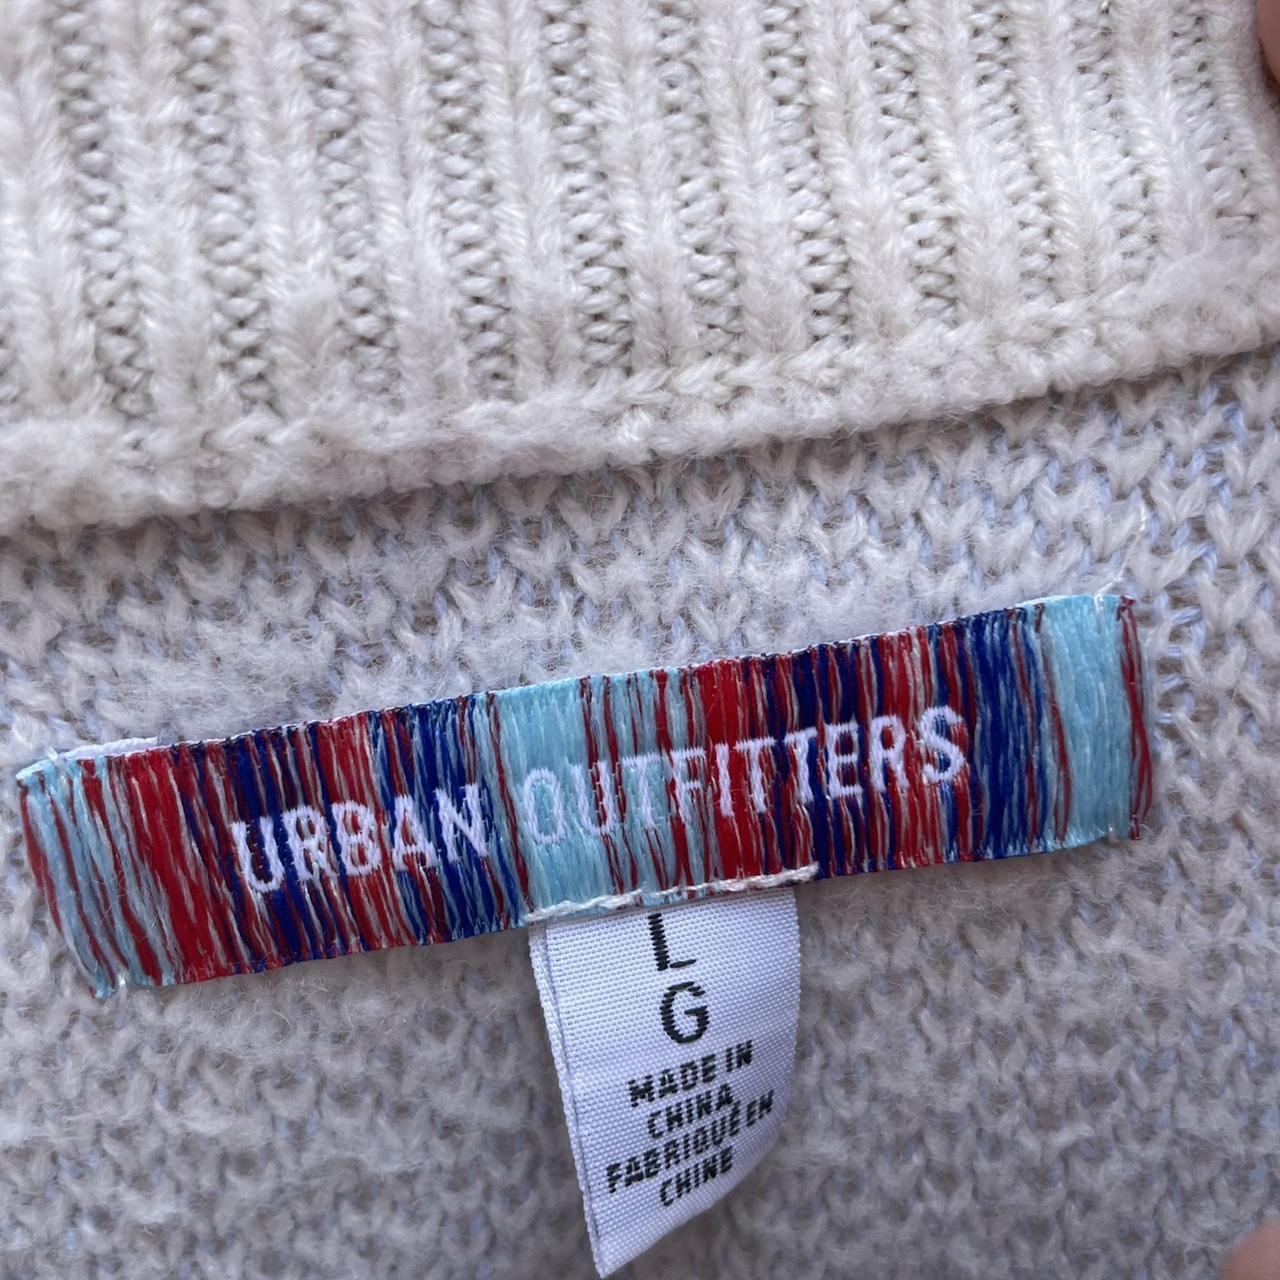 URBAN OUTFITTERS
L
G
MADE IN
CHINA
FABRIQUÉ EN
CHINE